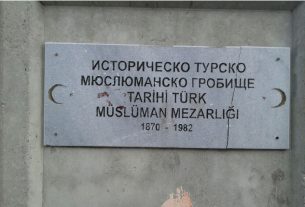 ИСТОРИЧЕСКО ТУРСКО
МЮСЛЮМАНСКО ГРОБИЩЕ
TARİHİ TÜRK
MÜSLÜMAN MEZARLIĞI
1870 - 1982